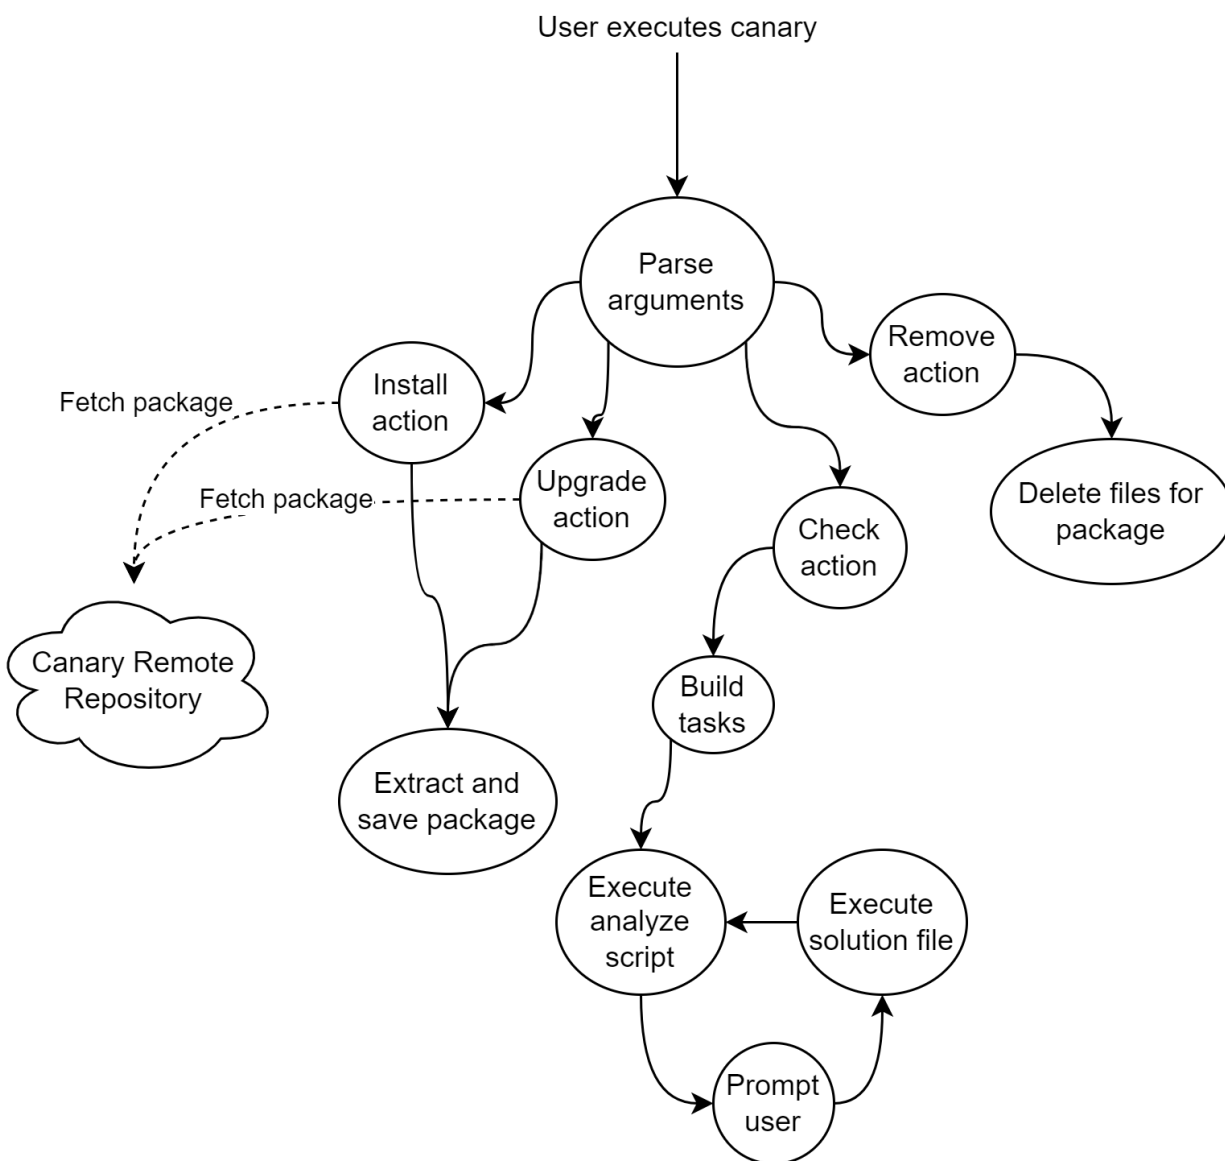 User executes canary
Parse
arguments
Remove
action
Install
action
Fetch package
Upgrade
action
Fetch package
Delete files for
package
Check
action
Canary Remote
Repository
Build
tasks
Extract and
save package
Execute
analyze
script
Execute
solution file
Prompt
user